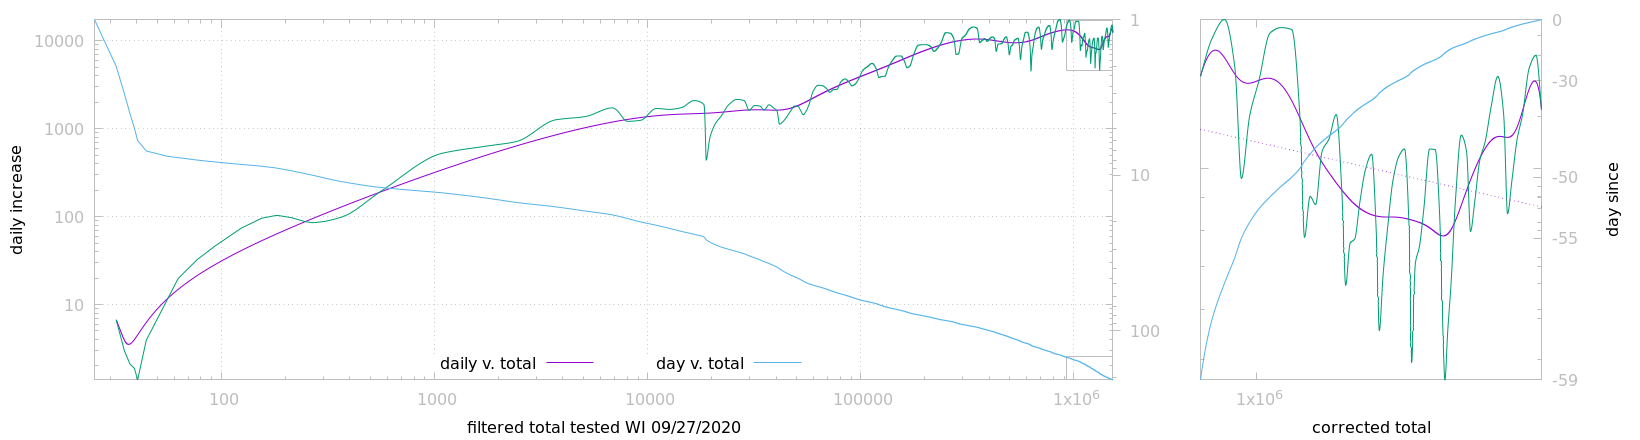 10000
1000
100
10
daily increase
100
1000
10000
100000
1x10^6
filtered total tested WI 09/27/2020
daily v. total
day v. total
1
10
100
0
-30
-50
-55
-59
day since
1x10^6
corrected total